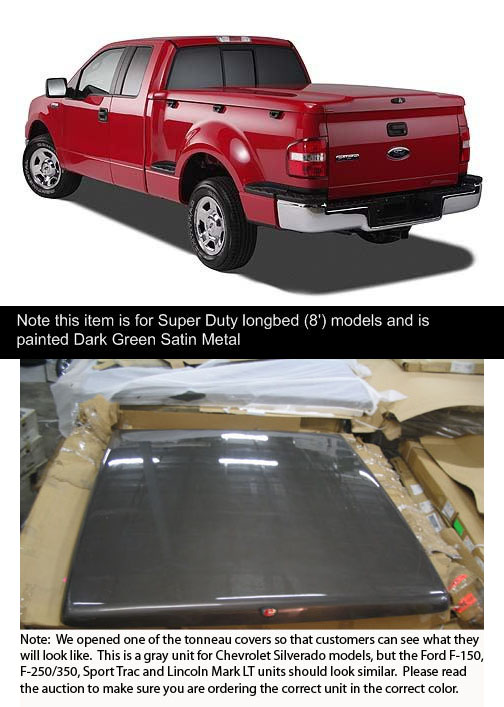 Note this item is for Super Duty longbed (8') models and is
painted Dark Green Satin Metal
Note: We opened one of the tonneau covers so that customers can see what they
will look like. This is a gray unit for Chevrolet Silverado models, but the Ford F-150,
F-250/350, Sport Trac and Lincoln Mark LT units should look similar. Please read
the auction to make sure you are ordering the correct unit in the correct color.